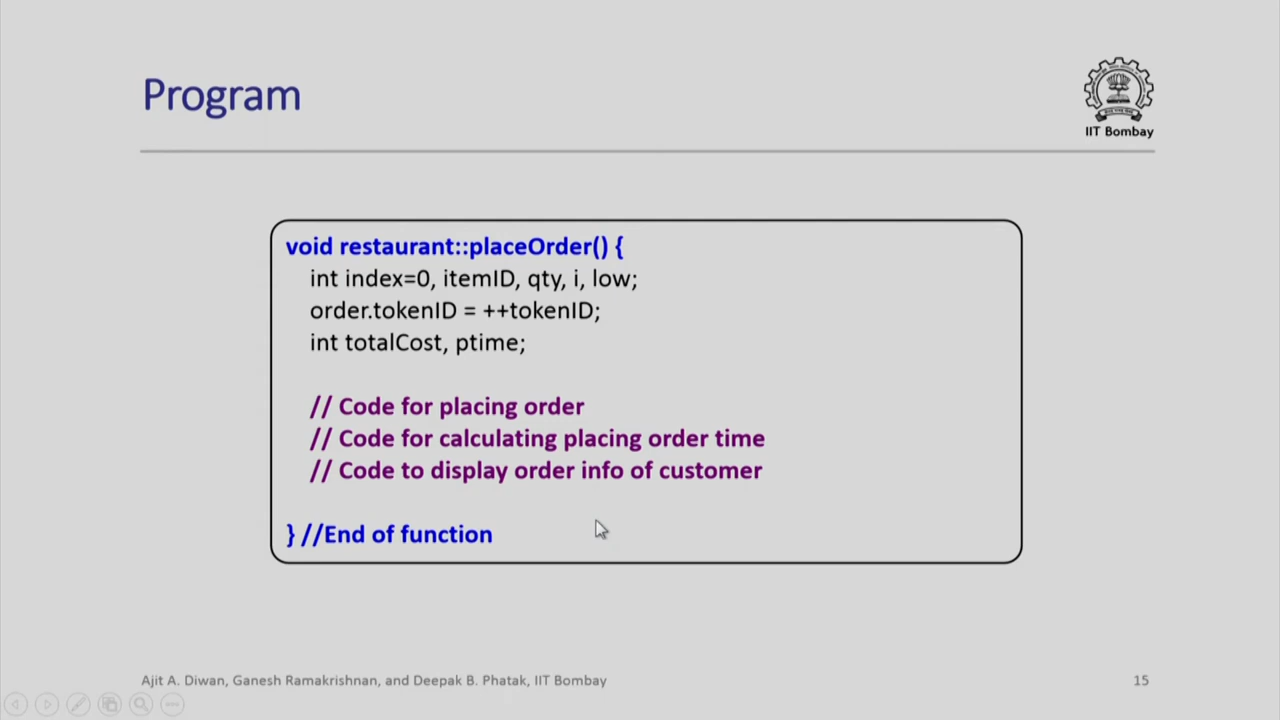 Program
IIT Bombay
void restaurant::placeOrder() {
int index=0, itemID, qty, i, low;
order.tokenID = ++tokenID;
int totalCost, ptime;
// Code for placing order
// Code for calculating placing order time
// Code to display order info of customer
} //End of function
Ajit A. Diwan, Ganesh Ramakrishnan, and Deepak B. Phatak, IIT Bombay
15